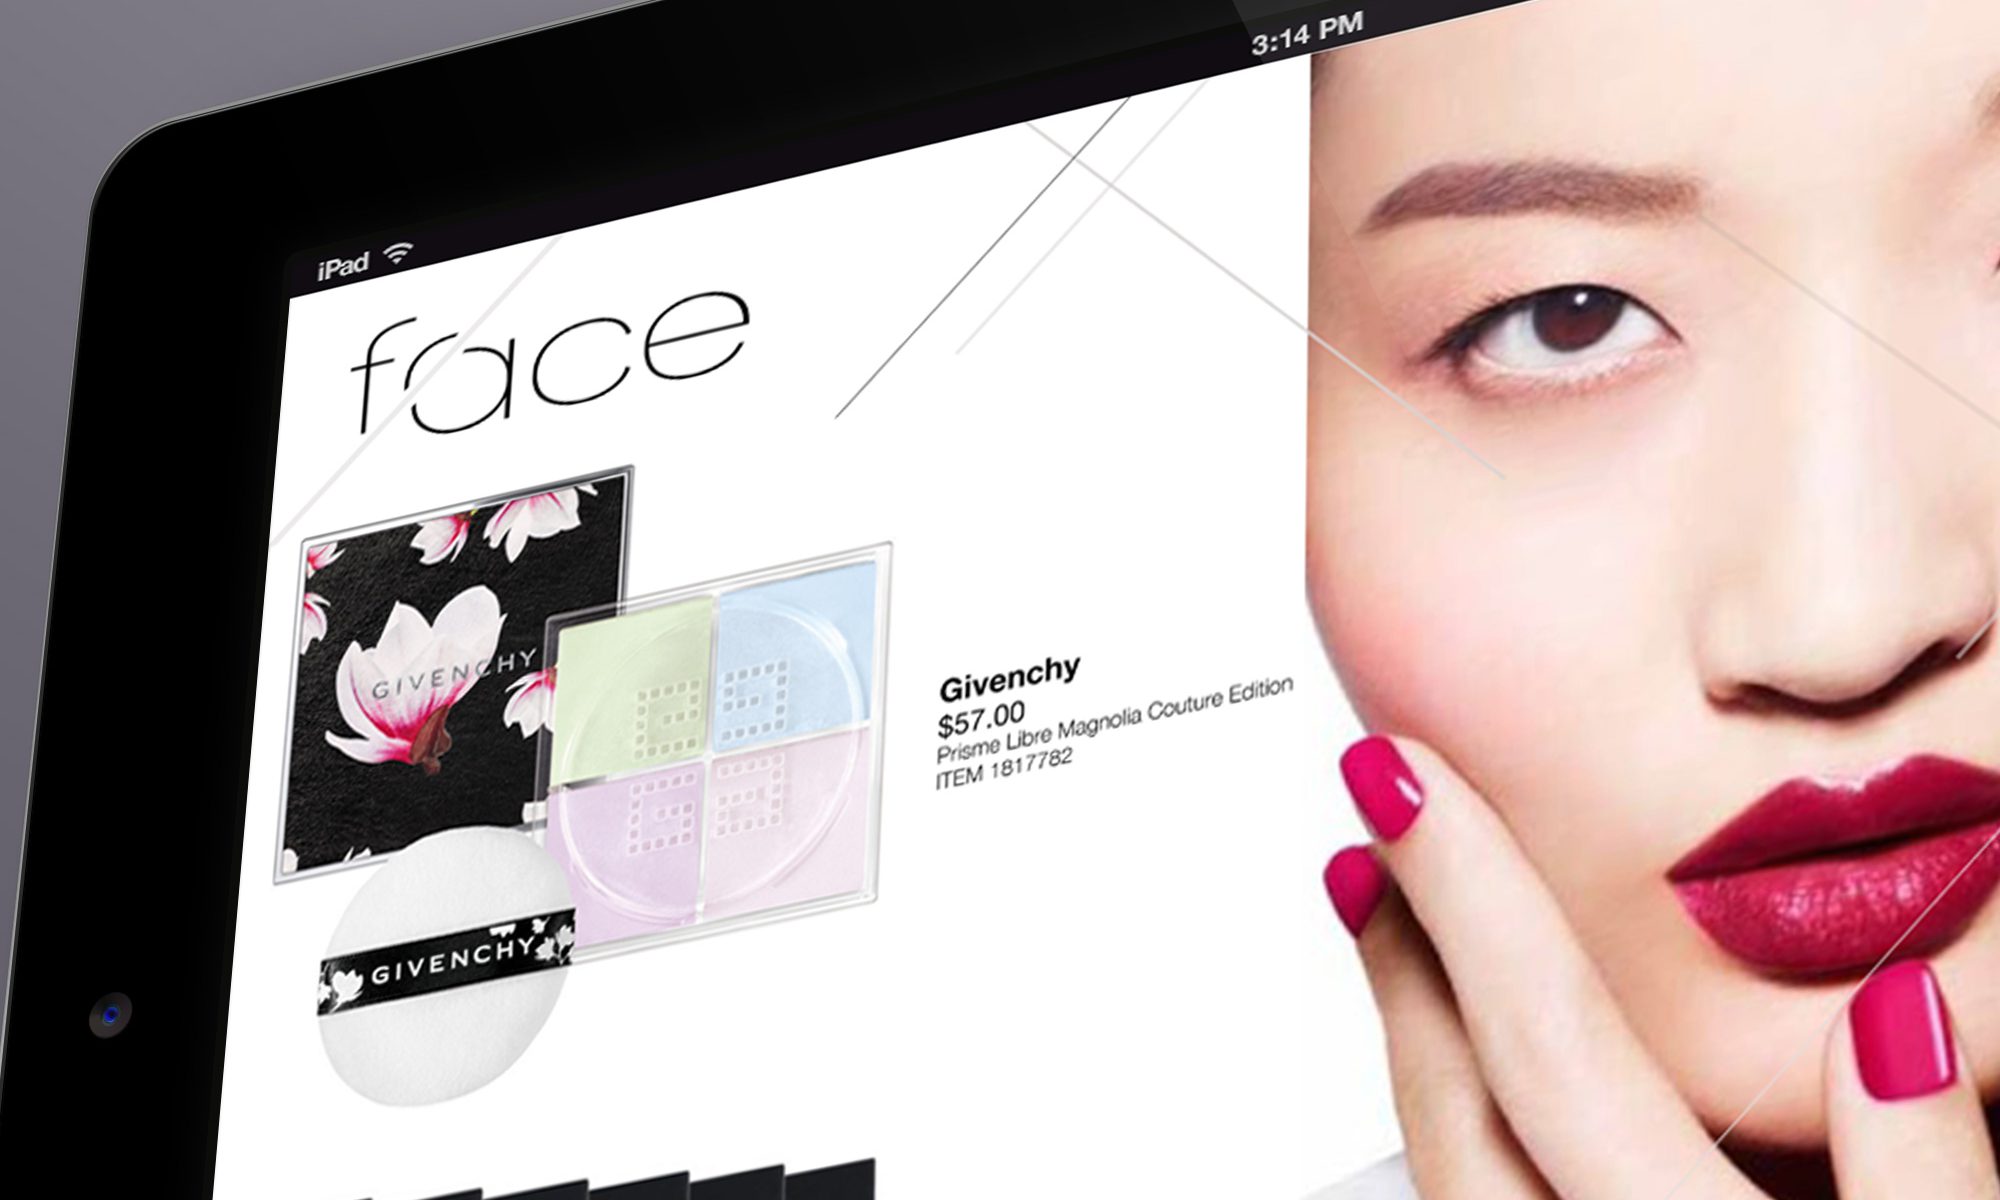 3:14 PM
iPad
face
GIVENCHY
Givenchy
$57.00
Prisme Libre Magnolia Couture Edition
ITEM 1817782
GIVENCHY